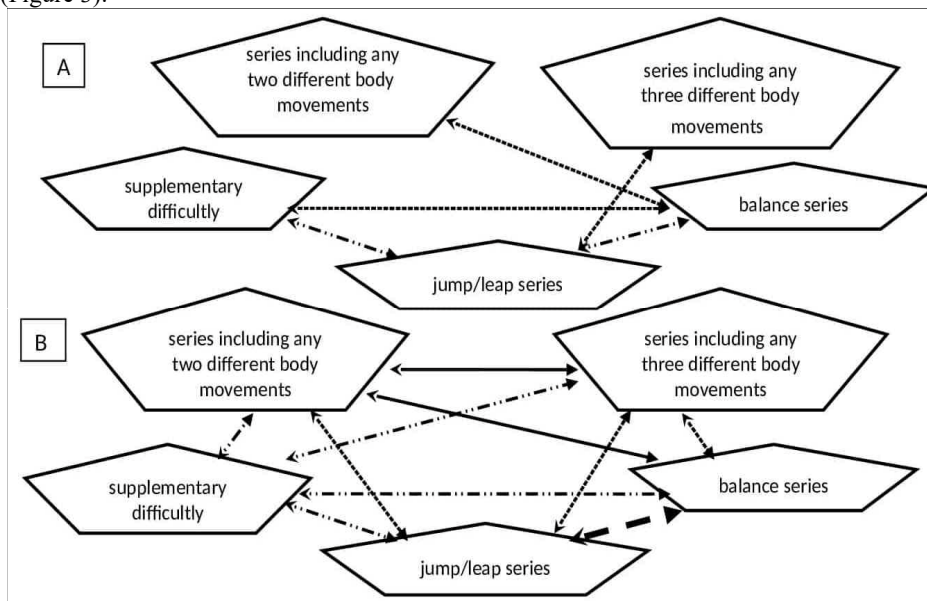 (Figure 3).
A
series including any
two different body
movements
series including any
three different body
movements
supplementary
difficultly
balance series
jump/leap series
B
series including any
two different body
movements
series including any
three different body
movements
supplementary
difficultly
balance series
jump/leap series